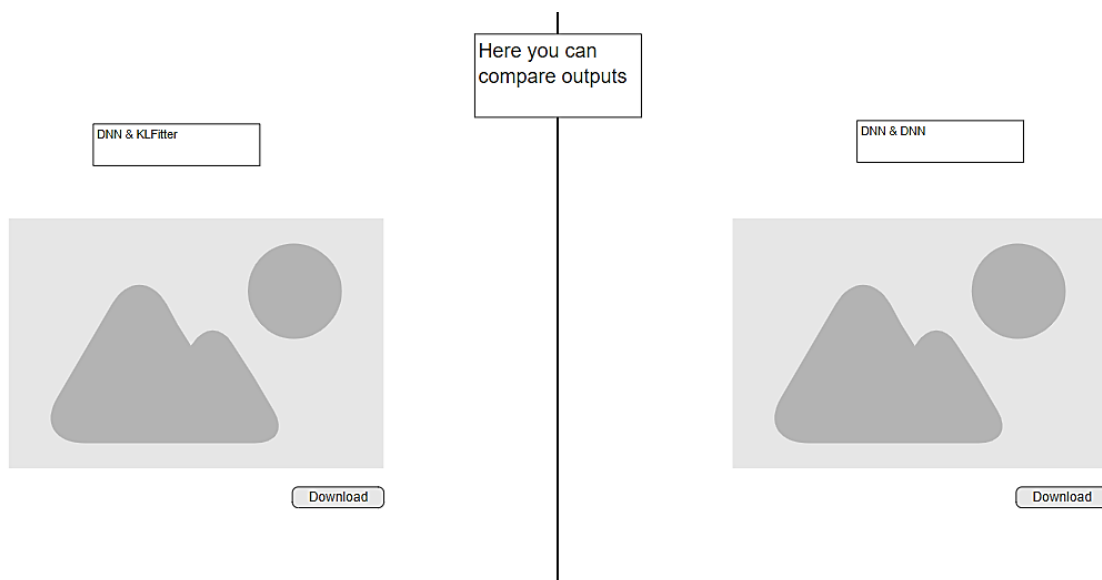 Here you can
compare outputs
DNN & KLFitter
DNN & DNN
Download
Download